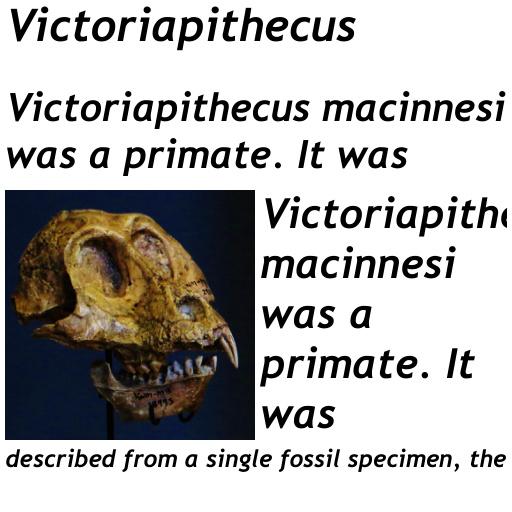 Victoriapithecus
Victoriapithecus macinnesi
was a primate. It was
Victoriapithe
macinnesi
was a
primate. It
was
described from a single fossil specimen, the